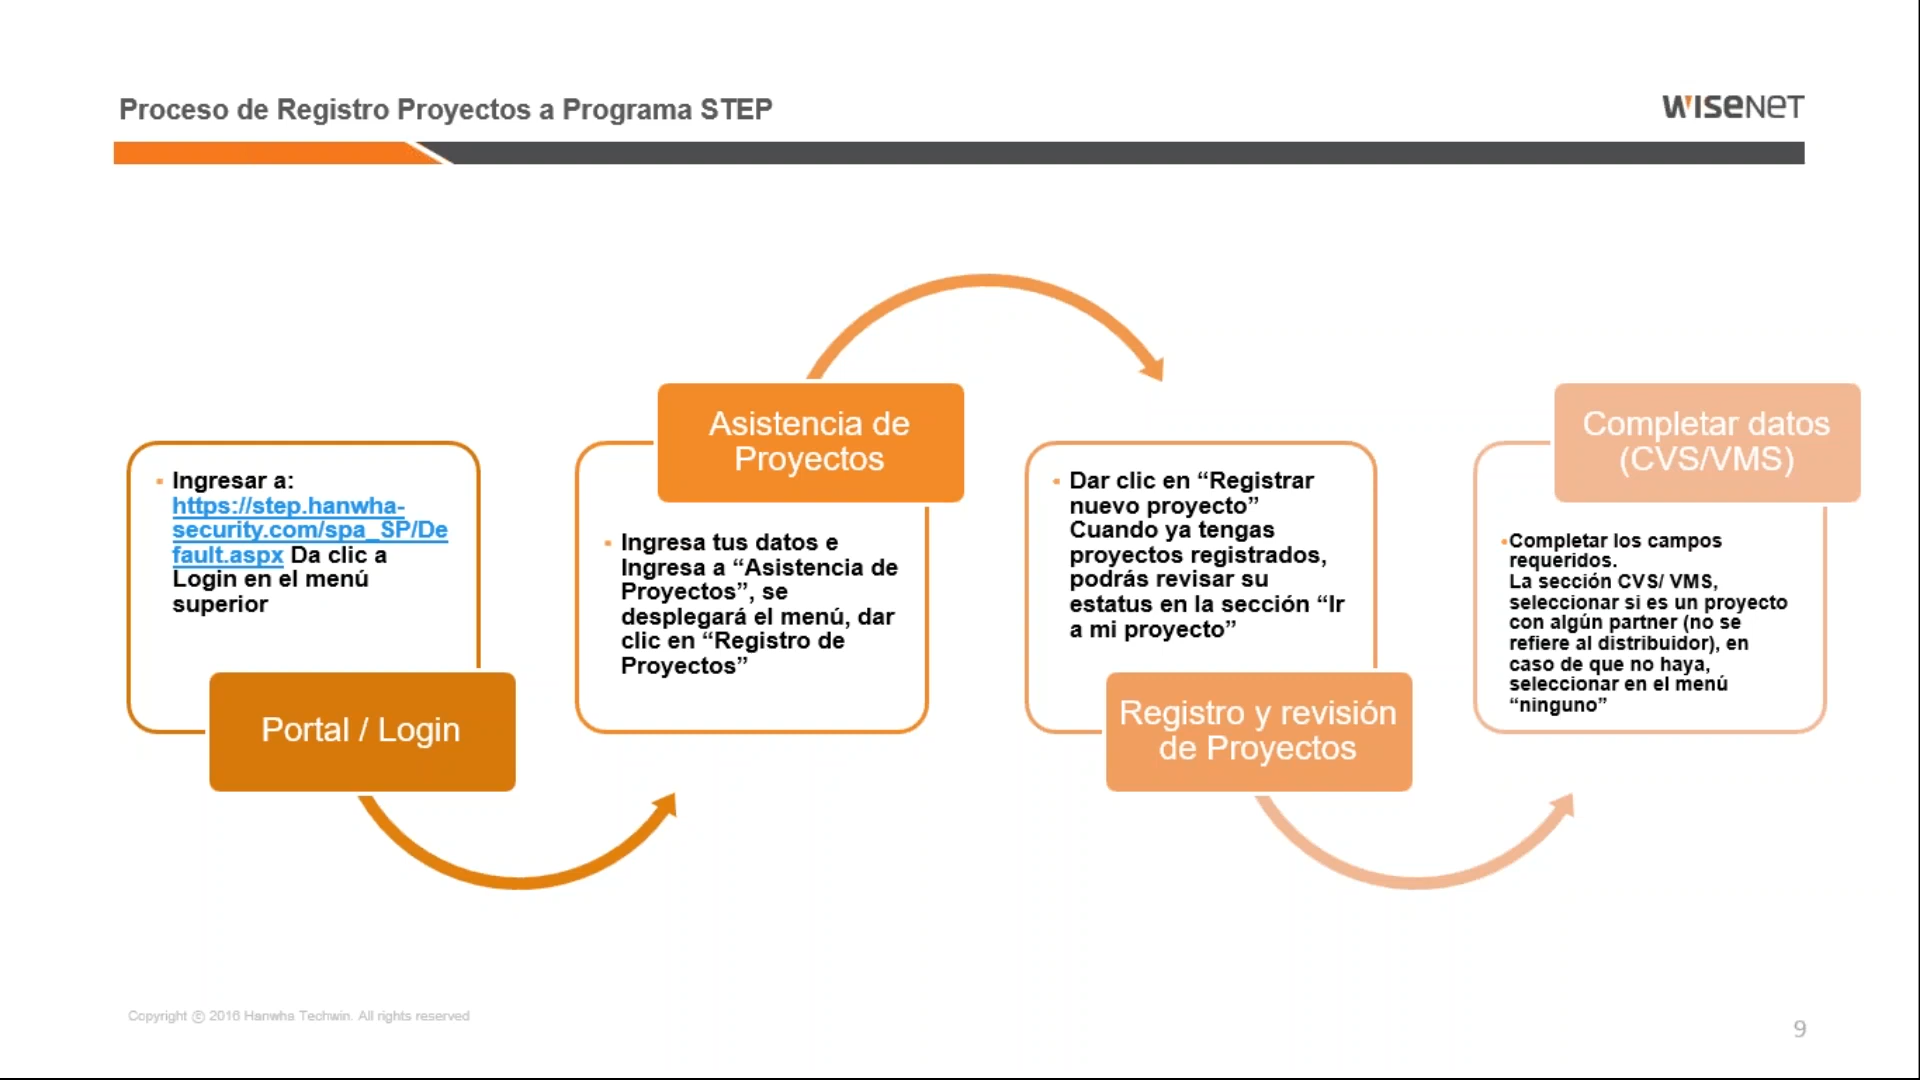 Proceso de Registro Proyectos a Programa STEP
WISENET
Ingresar a:
https://step.hanwha-
security.com/spa_SP/De
fault.aspx Da clic a
Login en el menú
superior
Portal / Login
Asistencia de
Proyectos
Ingresa tus datos e
Ingresa a “Asistencia de
Proyectos”, se
desplegará el menú, dar
clic en “Registro de
Proyectos”
Dar clic en “Registrar
nuevo proyecto”
Cuando ya tengas
proyectos registrados,
podrás revisar su
estatus en la sección “Ir
a mi proyecto”
Registro y revisión
de Proyectos
Completar datos
(CVS/VMS)
Completar los campos
requeridos.
La sección CVS/ VMS,
seleccionar si es un proyecto
con algún partner (no se
refiere al distribuidor), en
caso de que no haya,
seleccionar en el menú
“ninguno”
Copyright ⓒ 2016 Hanwha Techwin. All rights reserved
9